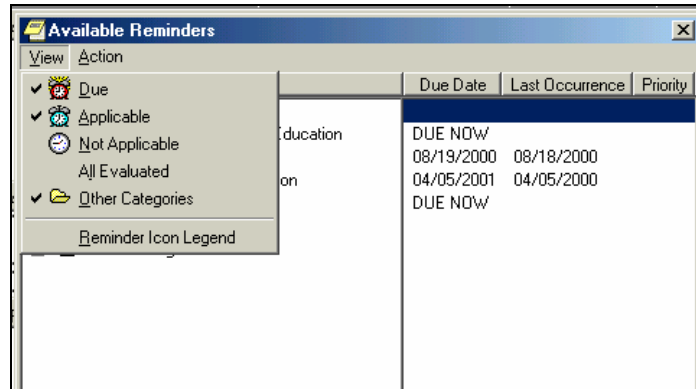 Available Reminders
View Action
Due Date Last Occurrence Priority
Due
Applicable
Education DUE NOW
Not Applicable
08/19/2000 08/18/2000
All Evaluated
on 04/05/2001 04/05/2000
Other Categories
DUE NOW
Reminder Icon Legend